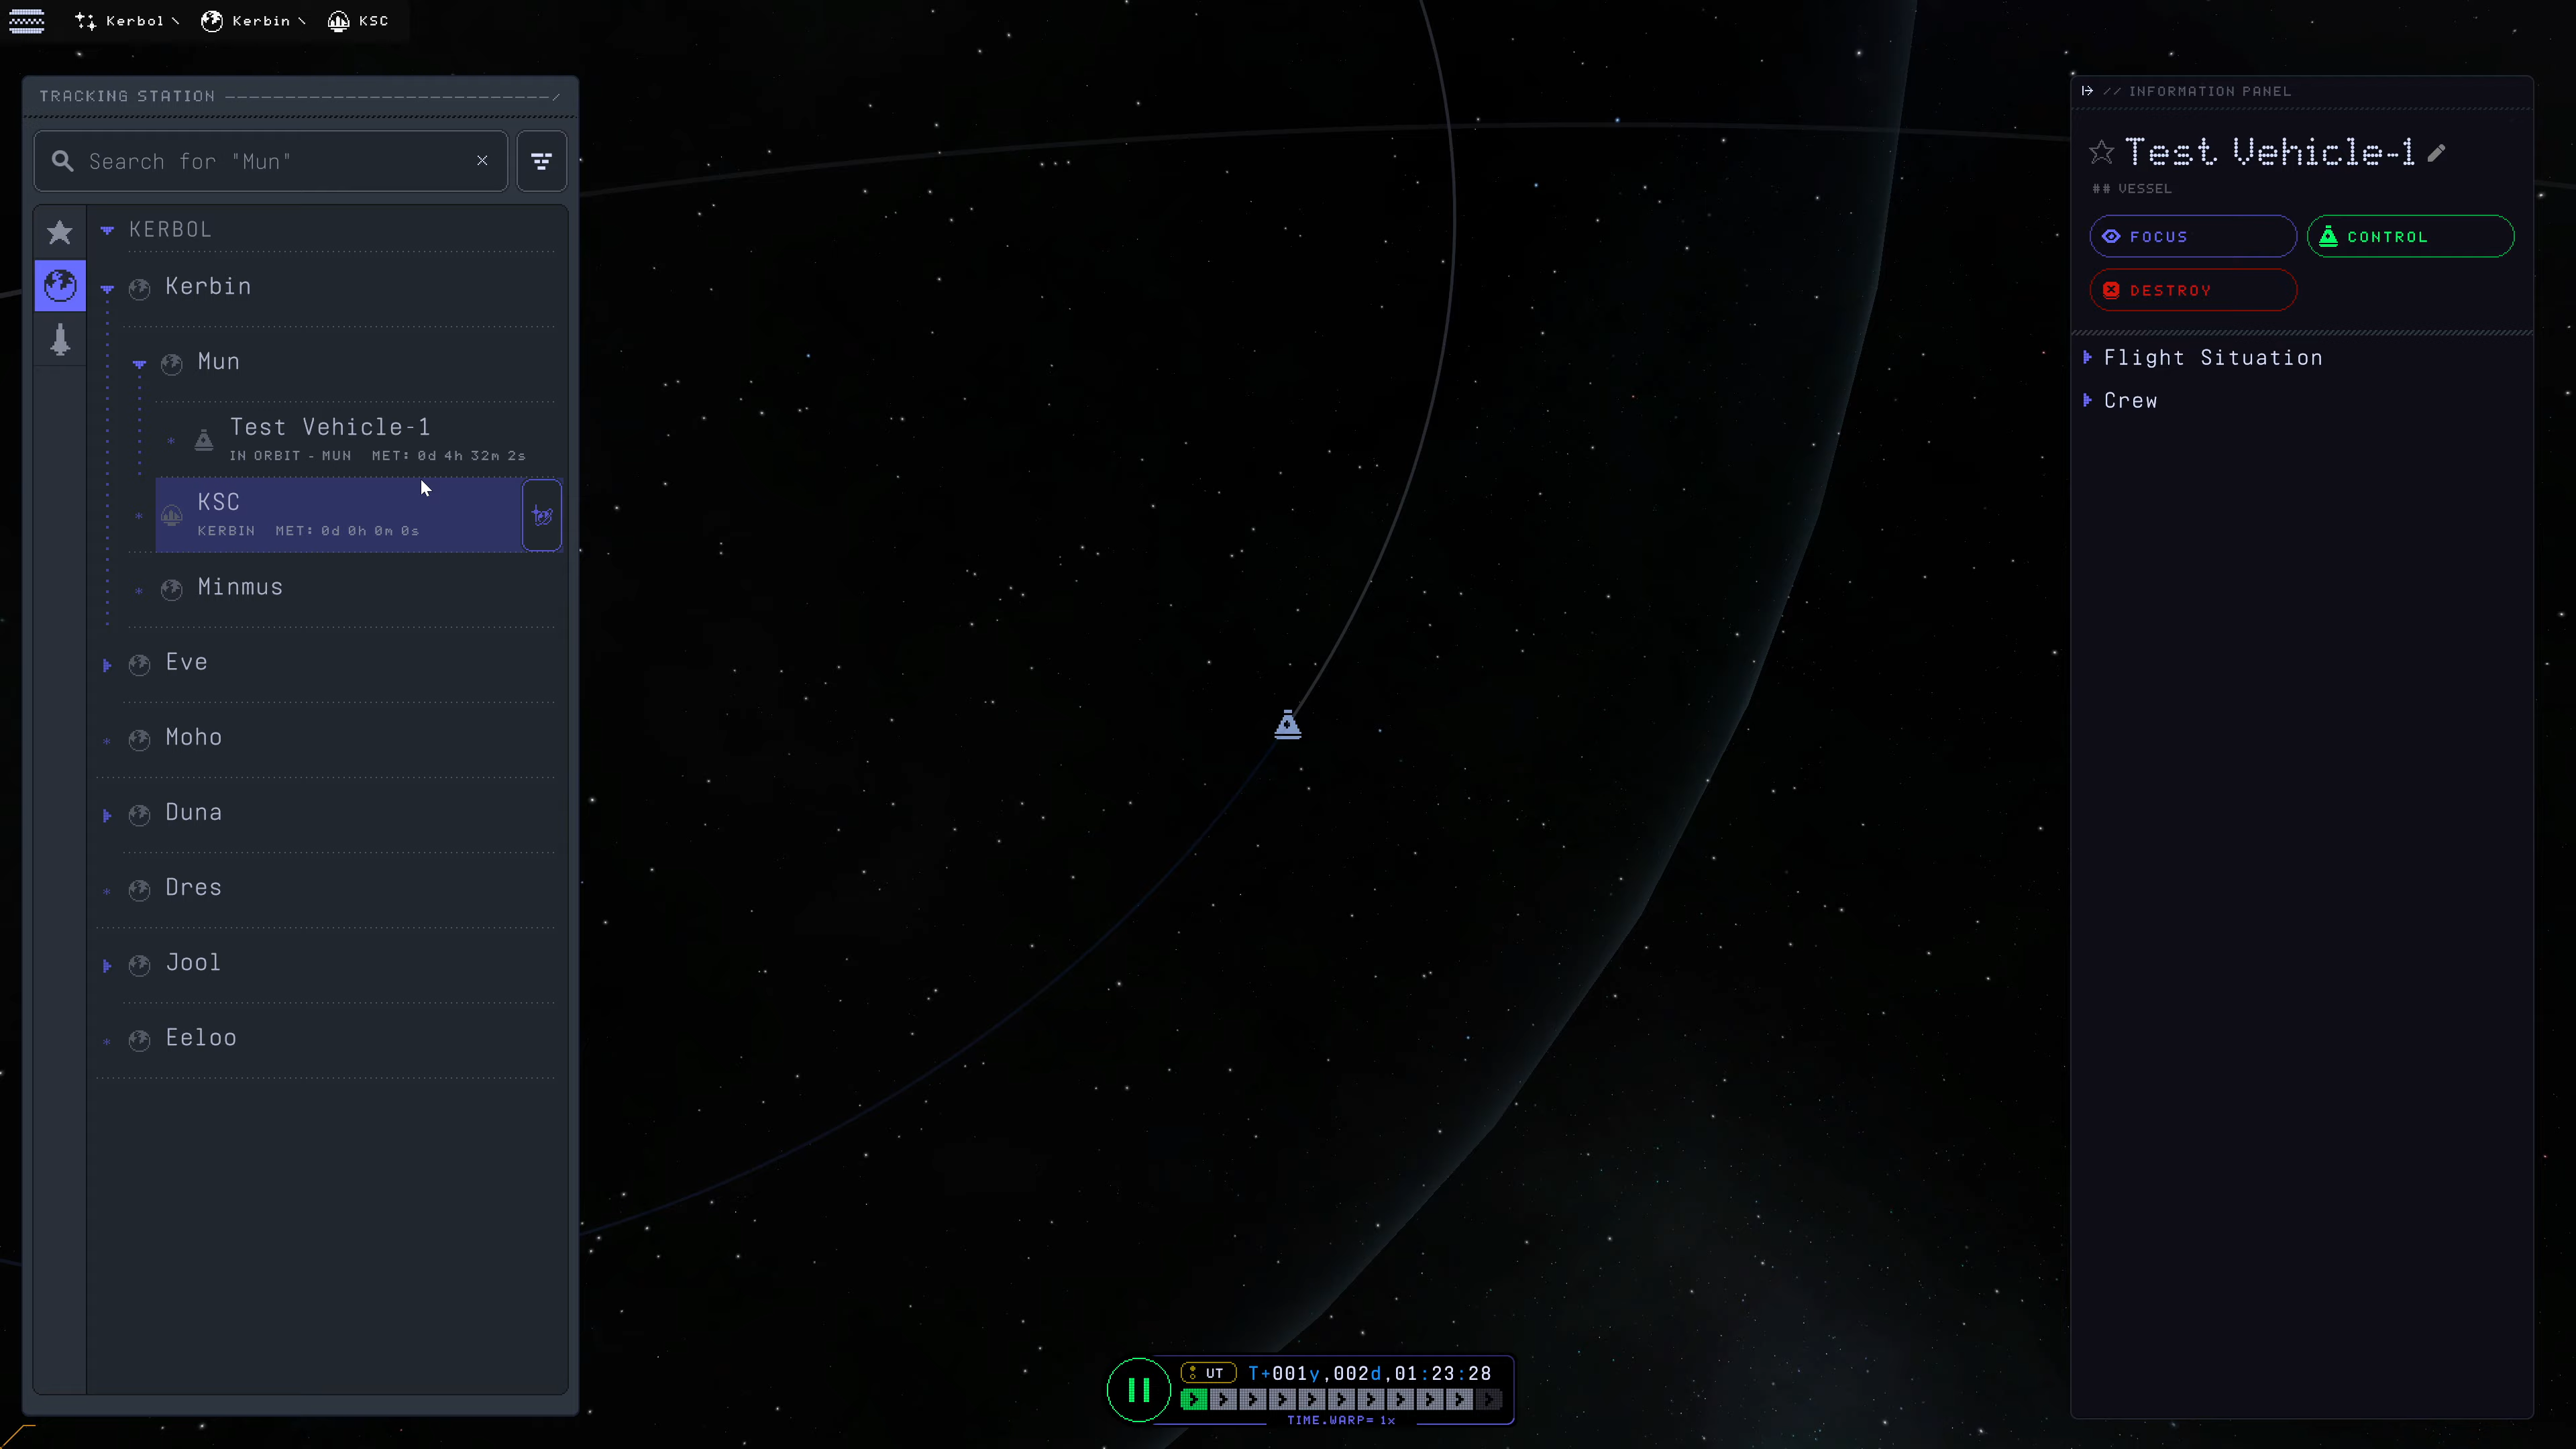 Kerbol \ Kerbin \ KSC
TRACKING STATION
Search for "Mun"
KERBOL
Kerbin
Mun
Test Vehicle-1
IN ORBIT - MUN MET: 0d 4h 32m 2s
KSC
KERBIN MET: 0d 0h 0m 0s
Minmus
Eve
Moho
Duna
Dres
Jool
Eeloo
// INFORMATION PANEL
Test Vehicle-1
## VESSEL
FOCUS
CONTROL
DESTROY
Flight Situation
Crew
UT T+001y,002d,01:23:28
TIME.WARP= 1x